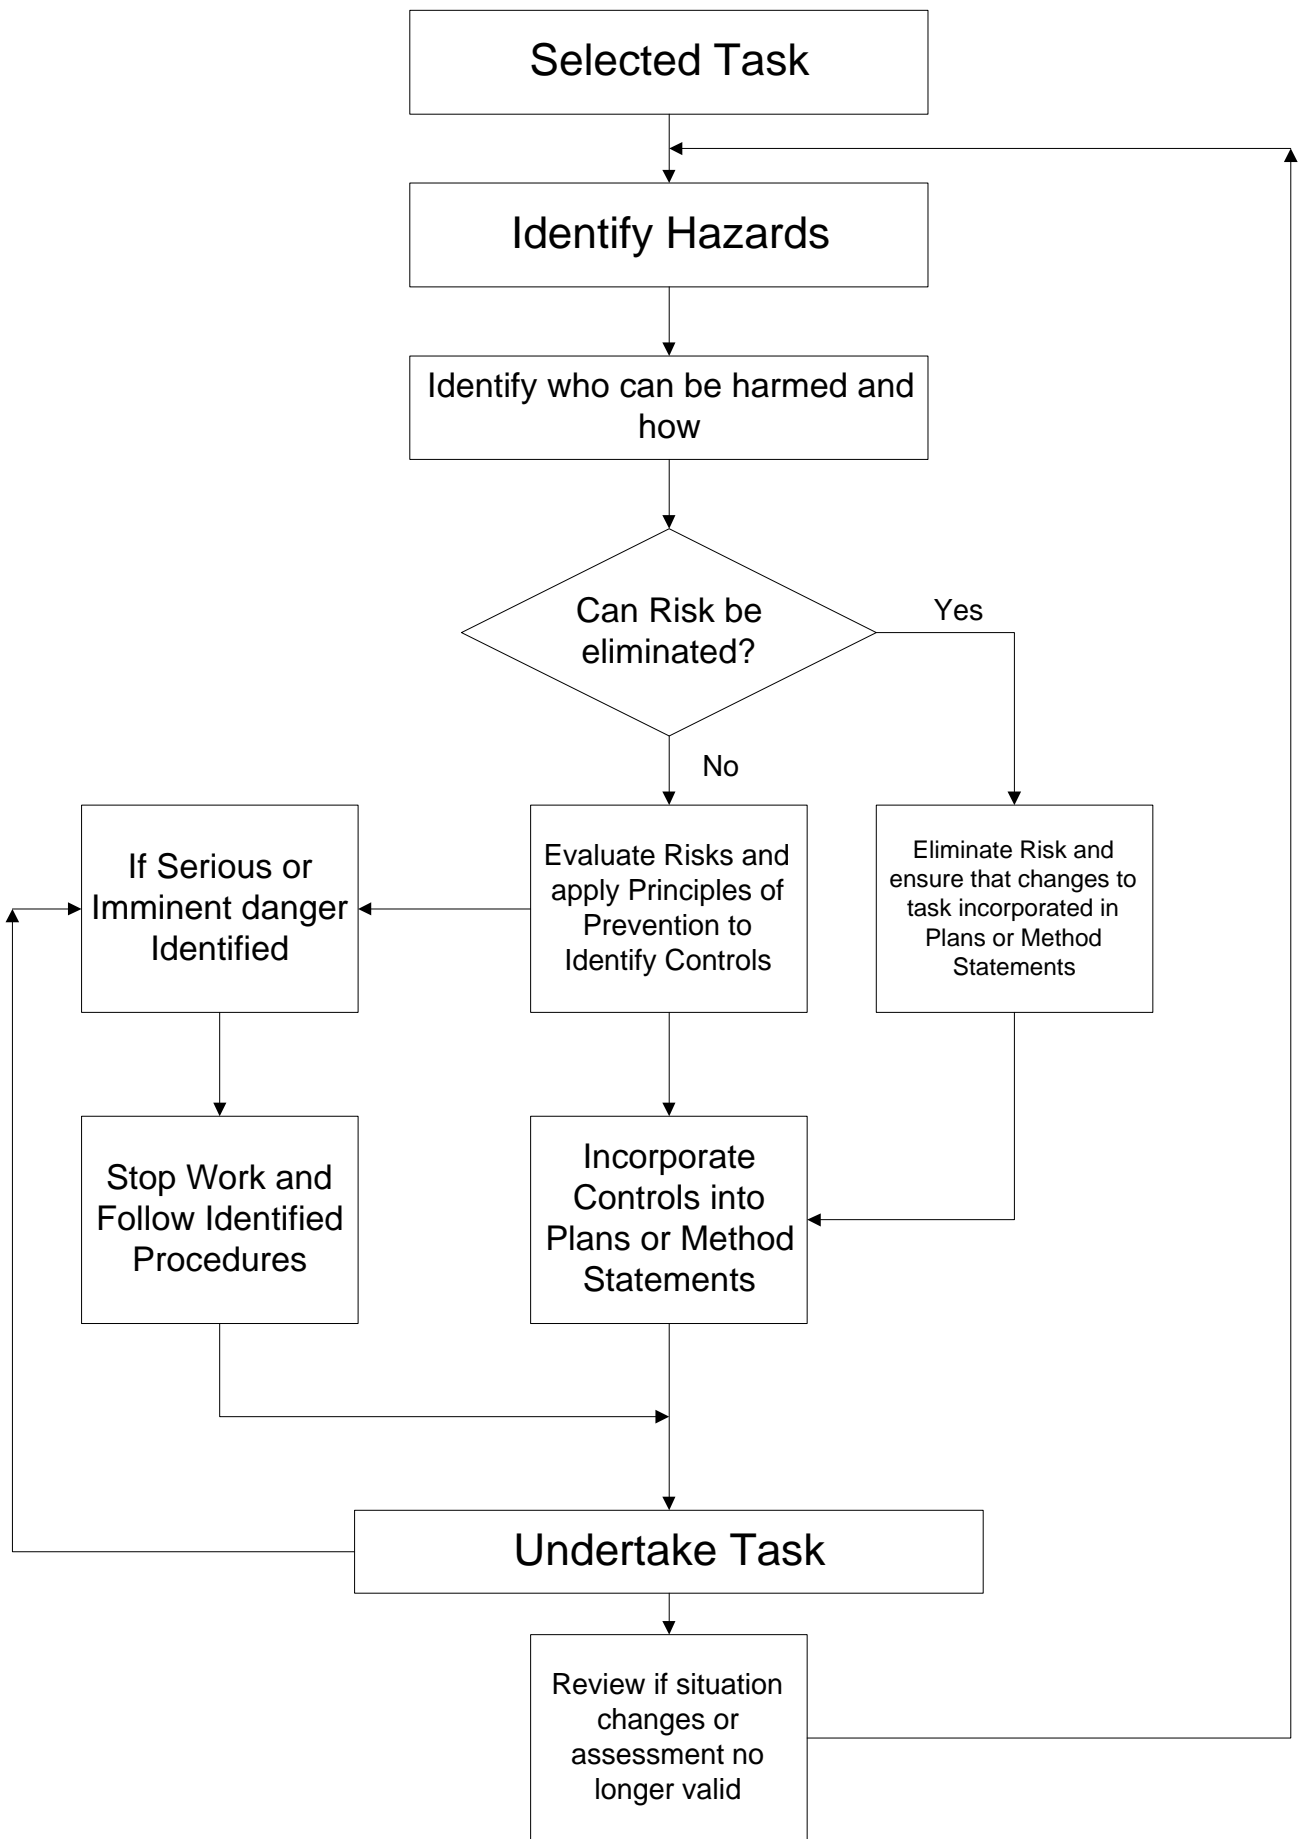 Selected Task
Identify Hazards
Identify who can be harmed and
how
Can Risk be
eliminated?
Yes
No
If Serious or
Imminent danger
Identified
Evaluate Risks and
apply Principles of
Prevention to
Identify Controls
Eliminate Risk and
ensure that changes to
task incorporated in
Plans or Method
Statements
Stop Work and
Follow Identified
Procedures
Incorporate
Controls into
Plans or Method
Statements
Undertake Task
Review if situation
changes or
assessment no
longer valid